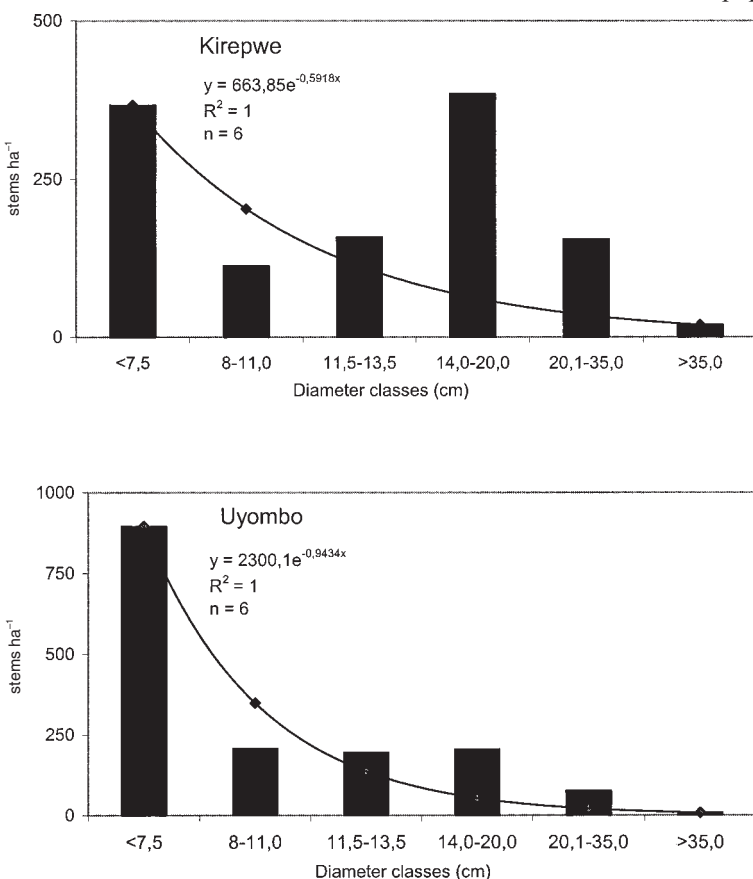 500
Kirepwe
y = 663,85e^-0,5918x
R² = 1
n = 6
250
0
stems ha⁻¹
<7,5 8-11,0 11,5-13,5 14,0-20,0 20,1-35,0 >35,0
Diameter classes (cm)
1000
Uyombo
y = 2300,1e^-0,9434x
R² = 1
n = 6
750
500
250
0
stems ha⁻¹
<7,5 8-11,0 11,5-13,5 14,0-20,0 20,1-35,0 >35,0
Diameter classes (cm)